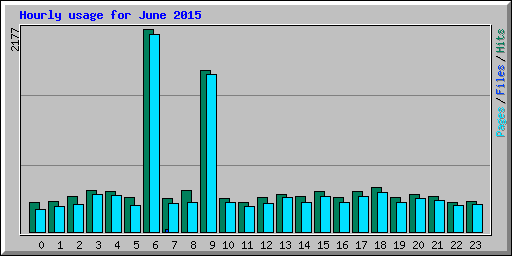 Hourly usage for June 2015
2177
Pages / Files / Hits
0 1 2 3 4 5 6 7 8 9 10 11 12 13 14 15 16 17 18 19 20 21 22 23